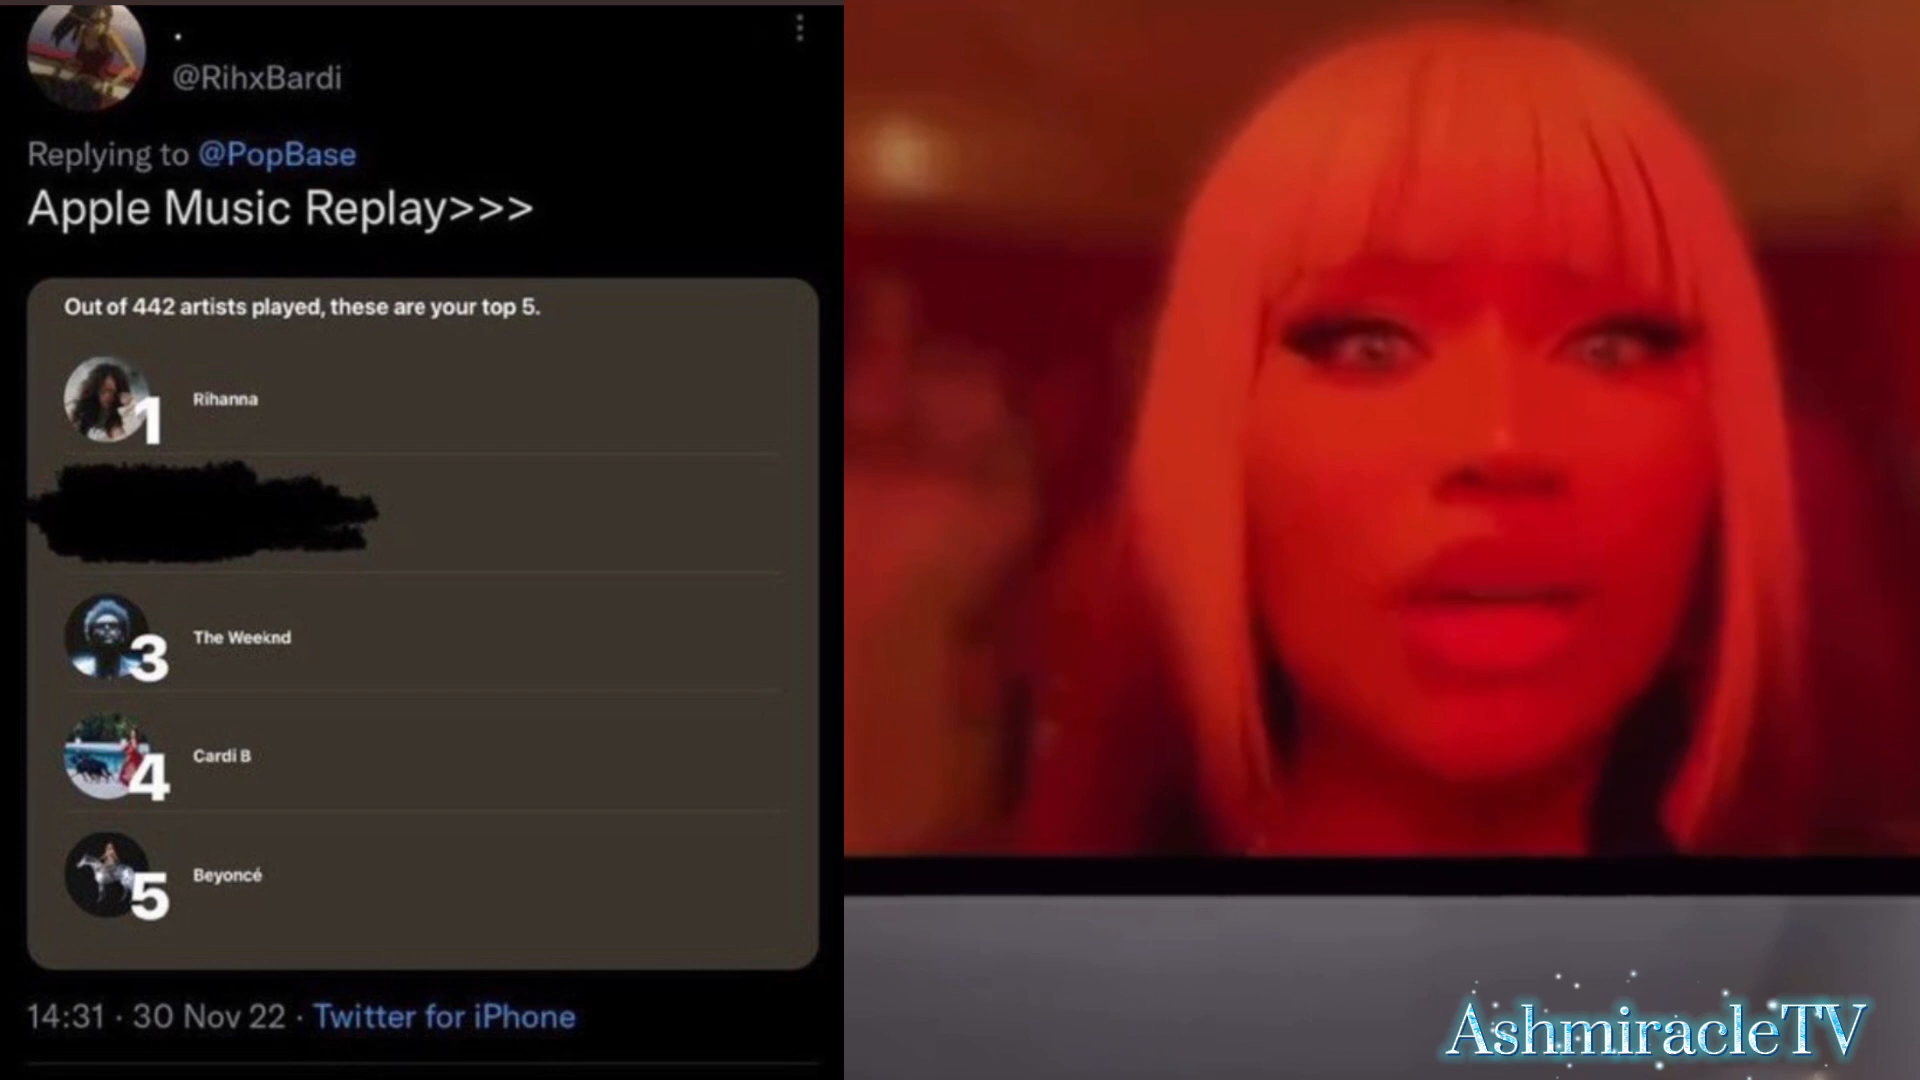 .
@RihxBardi
Replying to @PopBase
Apple Music Replay>>>
Out of 442 artists played, these are your top 5.
1 Rihanna
3 The Weeknd
4 Cardi B
5 Beyoncé
14:31 · 30 Nov 22 · Twitter for iPhone
AshmiracleTV